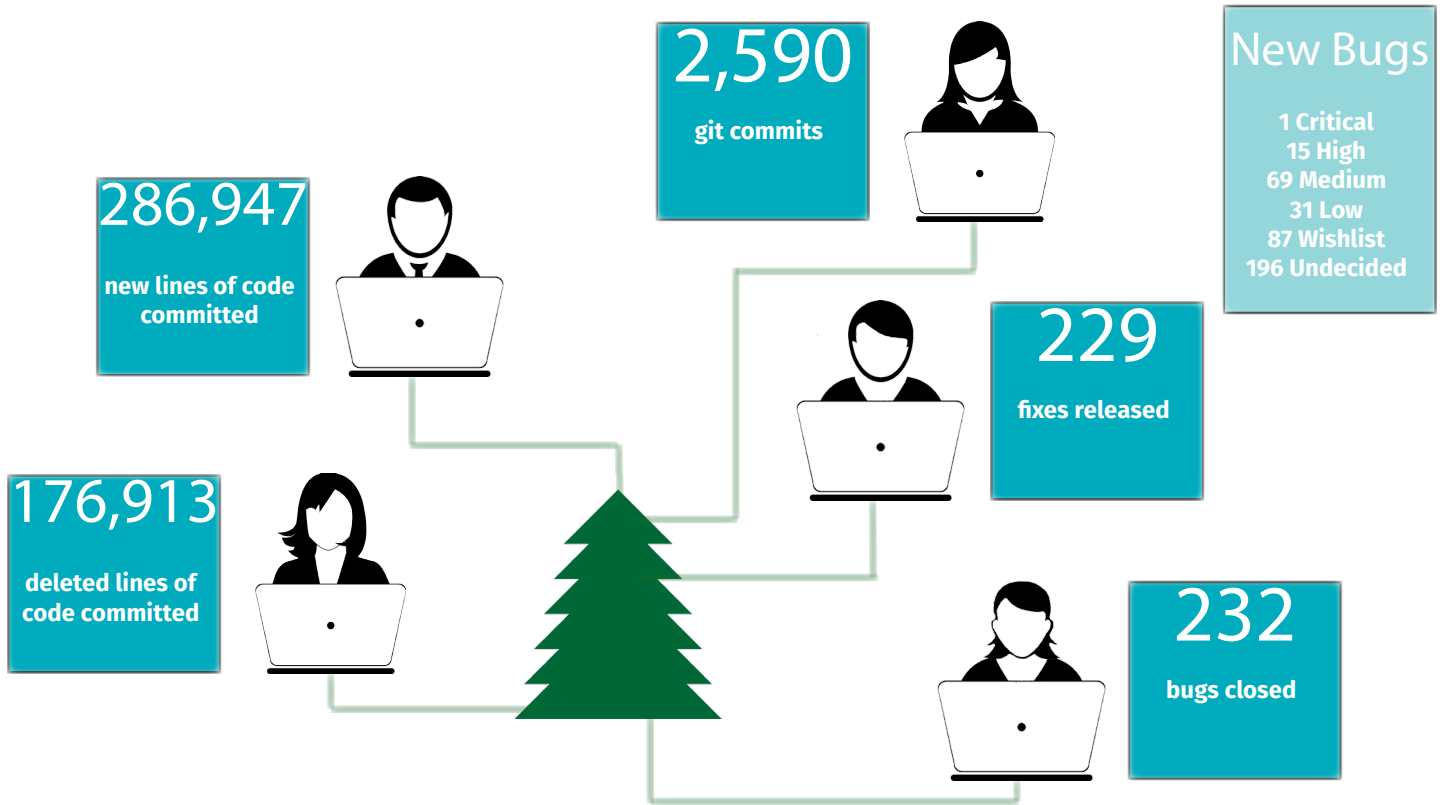 2,590
git commits
New Bugs
1 Critical
15 High
69 Medium
31 Low
87 Wishlist
196 Undecided
286,947
new lines of code
committed
229
fixes released
176,913
deleted lines of
code committed
232
bugs closed